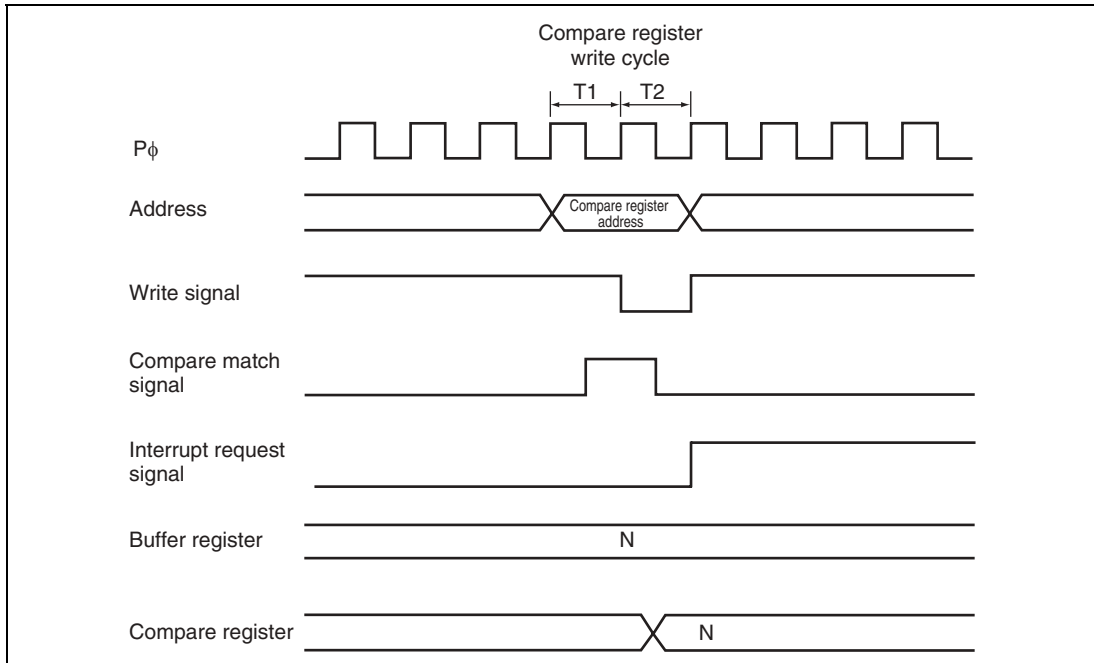 Compare register
write cycle
T1 T2
Pϕ
Address
Compare register
address
Write signal
Compare match
signal
Interrupt request
signal
Buffer register
N
Compare register
N